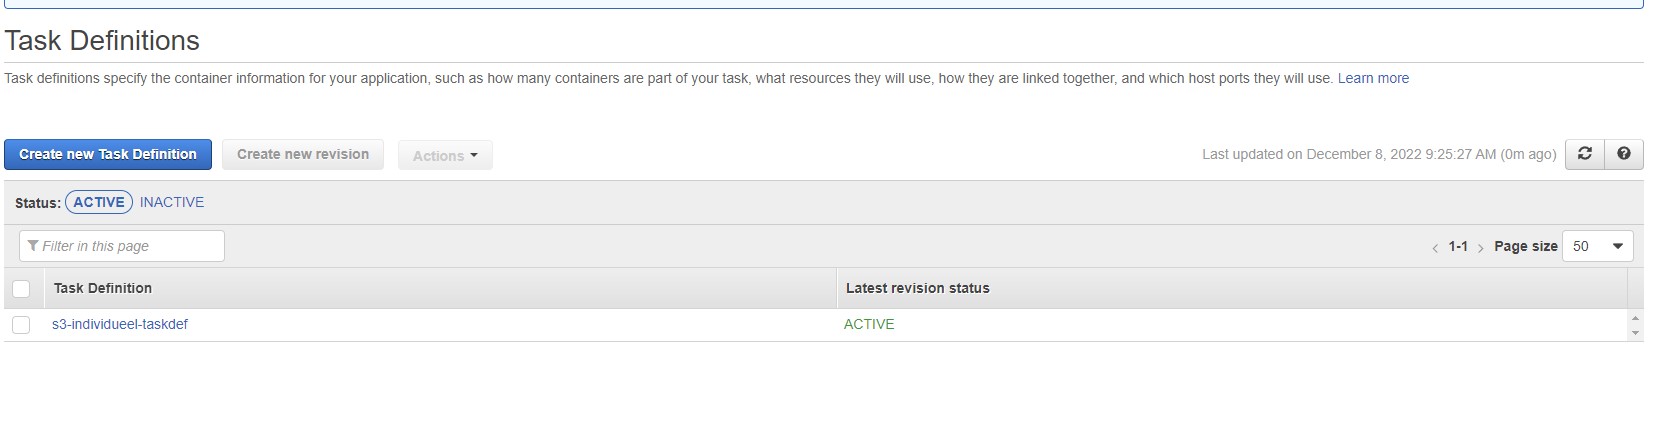 Task Definitions
Task definitions specify the container information for your application, such as how many containers are part of your task, what resources they will use, how they are linked together, and which host ports they will use. Learn more
Create new Task Definition Create new revision Actions Last updated on December 8, 2022 9:25:27 AM (0m ago)
Status: ACTIVE INACTIVE
Filter in this page 1-1 Page size 50
Task Definition Latest revision status
s3-individueel-taskdef ACTIVE